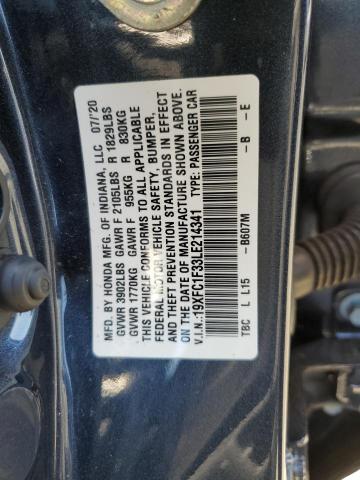 MFG. BY HONDA MFG. OF INDIANA, LLC 07/'20
GVWR 3902LBS GAWR F 2105LBS R 1829LBS
GVWR 1770KG GAWR F 955KG R 830KG
THIS VEHICLE CONFORMS TO ALL APPLICABLE
FEDERAL MOTOR VEHICLE SAFETY, BUMPER,
AND THEFT PREVENTION STANDARDS IN EFFECT
ON THE DATE OF MANUFACTURE SHOWN ABOVE.
V.I.N.:19XFC1F33LE214341 TYPE: PASSENGER CAR
TBC L L15 -B607M -B -E